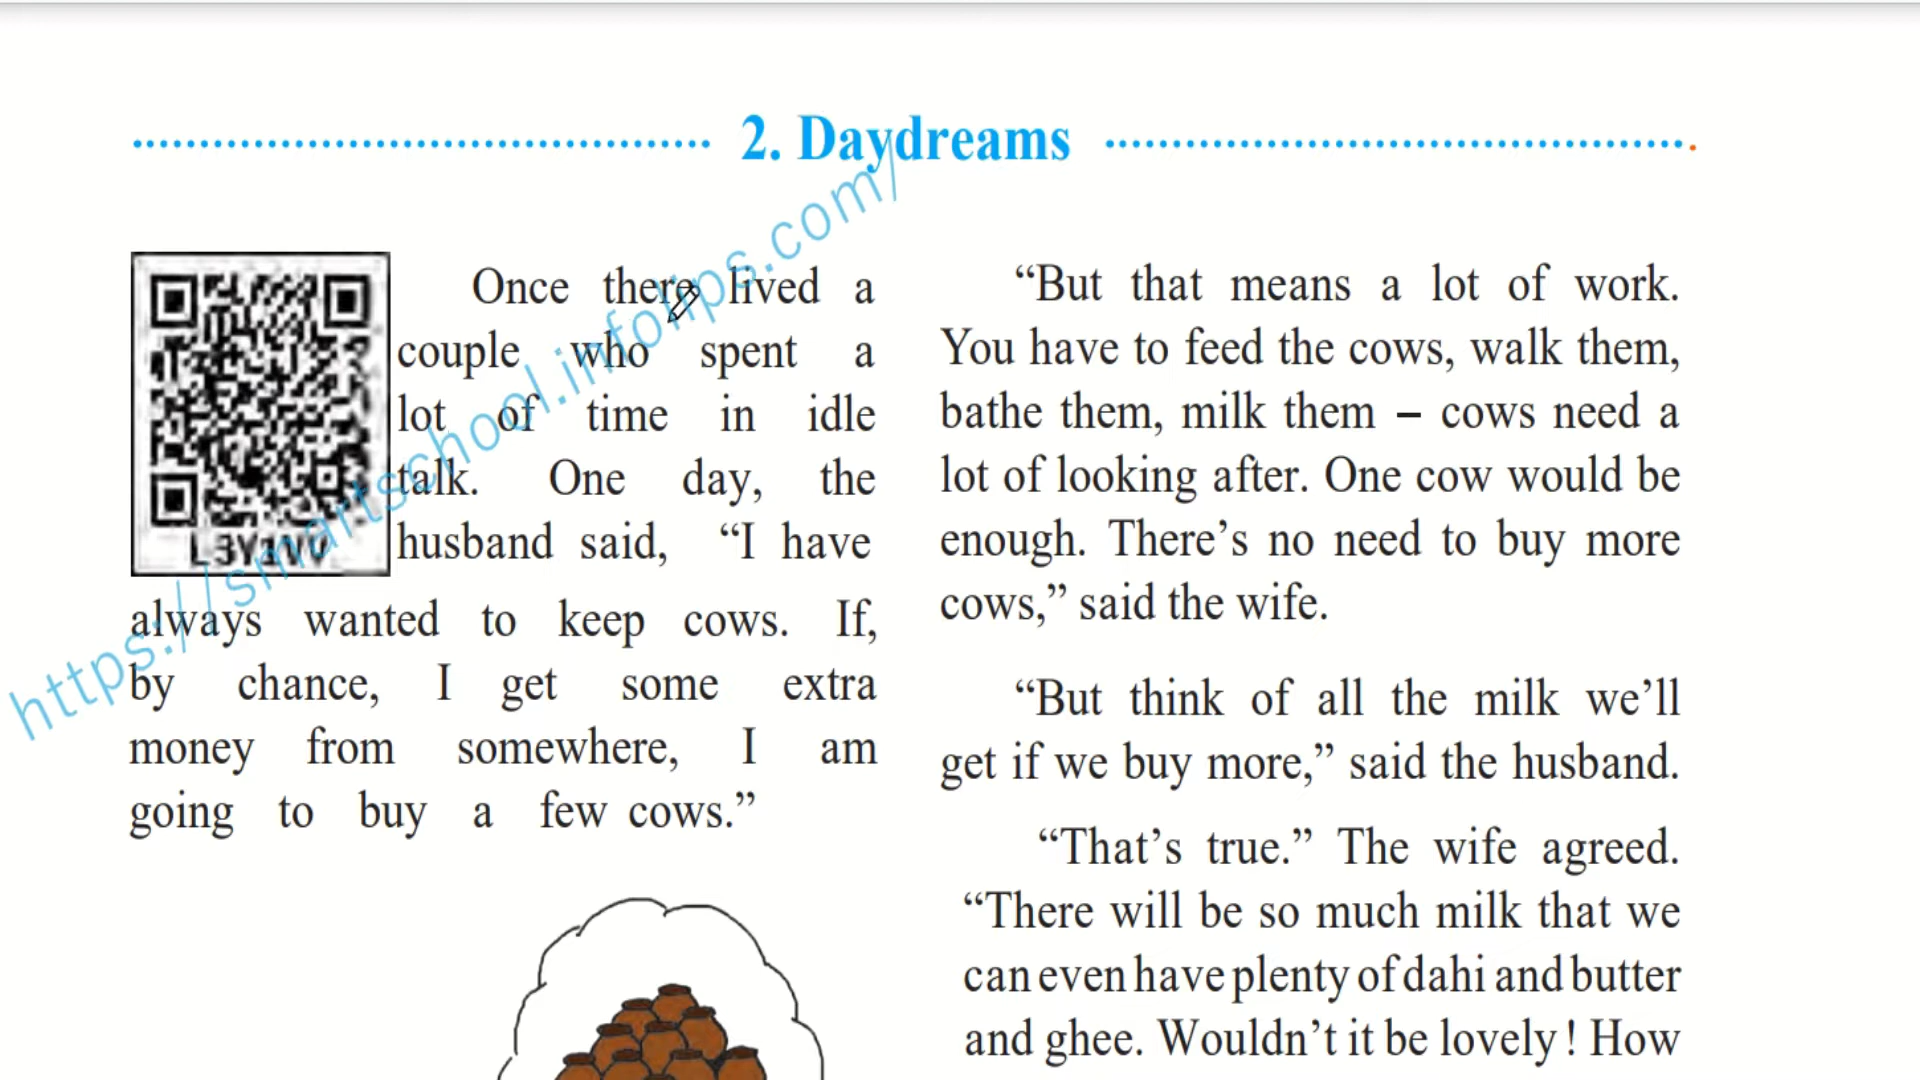 2. Daydreams
Once there lived a
couple who spent a
lot of time in idle
talk. One day, the
husband said, “I have
always wanted to keep cows. If,
by chance, I get some extra
money from somewhere, I am
going to buy a few cows.”
“But that means a lot of work.
You have to feed the cows, walk them,
bathe them, milk them – cows need a
lot of looking after. One cow would be
enough. There’s no need to buy more
cows,” said the wife.
“But think of all the milk we’ll
get if we buy more,” said the husband.
“That’s true.” The wife agreed.
“There will be so much milk that we
can even have plenty of dahi and butter
and ghee. Wouldn’t it be lovely ! How
https://smartschool.infolips.com/